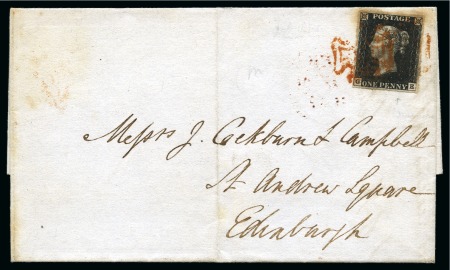 POSTAGE
ONE PENNY
Messrs J. Cockburn & Campbell
St Andrew Square
Edinburgh